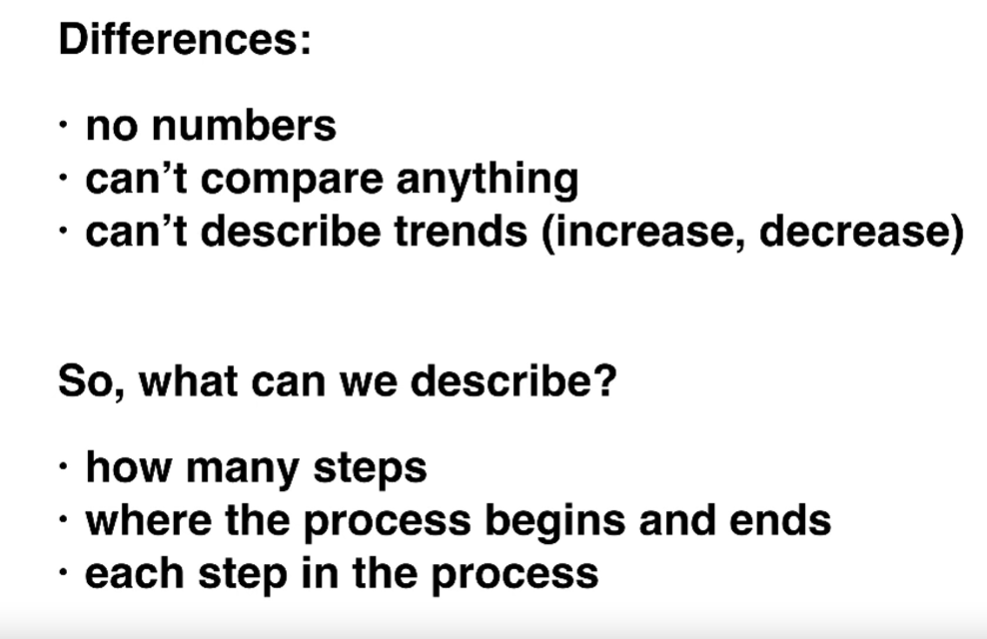 Differences:
· no numbers
· can’t compare anything
· can’t describe trends (increase, decrease)
So, what can we describe?
· how many steps
· where the process begins and ends
· each step in the process